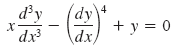 x d³y/dx³ − (dy/dx)⁴ + y = 0